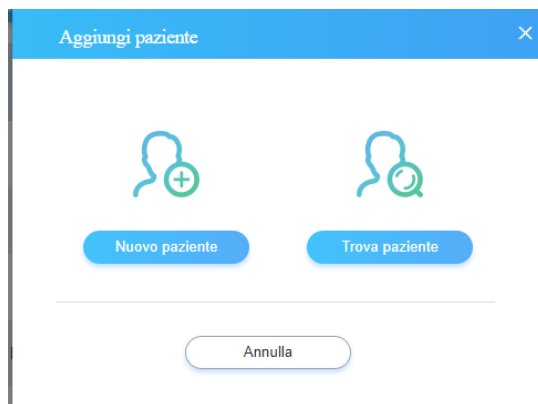 Aggiungi paziente
Nuovo paziente
Trova paziente
Annulla